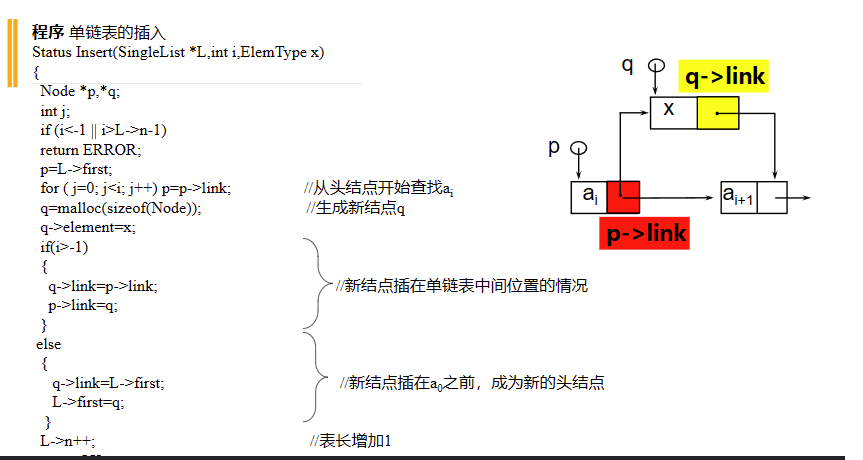 程序 单链表的插入
Status Insert(SingleList *L,int i,ElemType x)
{
Node *p,*q;
int j;
if (i<-1 || i>L->n-1)
return ERROR;
p=L->first;
for ( j=0; j<i; j++) p=p->link; //从头结点开始查找ai
q=malloc(sizeof(Node)); //生成新结点q
q->element=x;
if(i>-1)
{
q->link=p->link; //新结点插在单链表中间位置的情况
p->link=q;
}
else
{
q->link=L->first; //新结点插在a0之前，成为新的头结点
L->first=q;
}
L->n++; //表长增加1
q
q->link
x
p
ai
ai+1
p->link